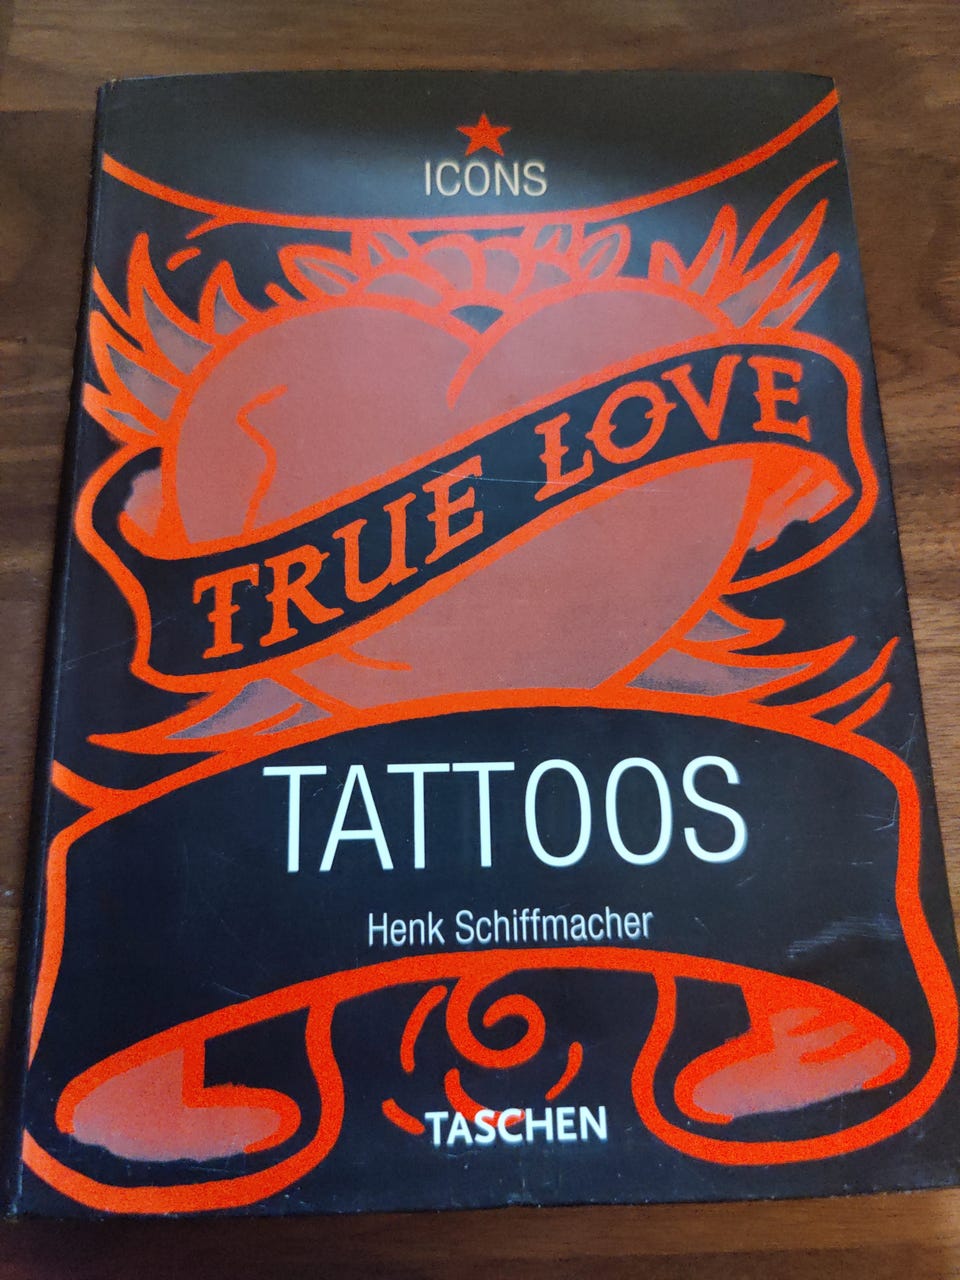 ICONS
TRUE LOVE
TATTOOS
Henk Schiffmacher
TASCHEN